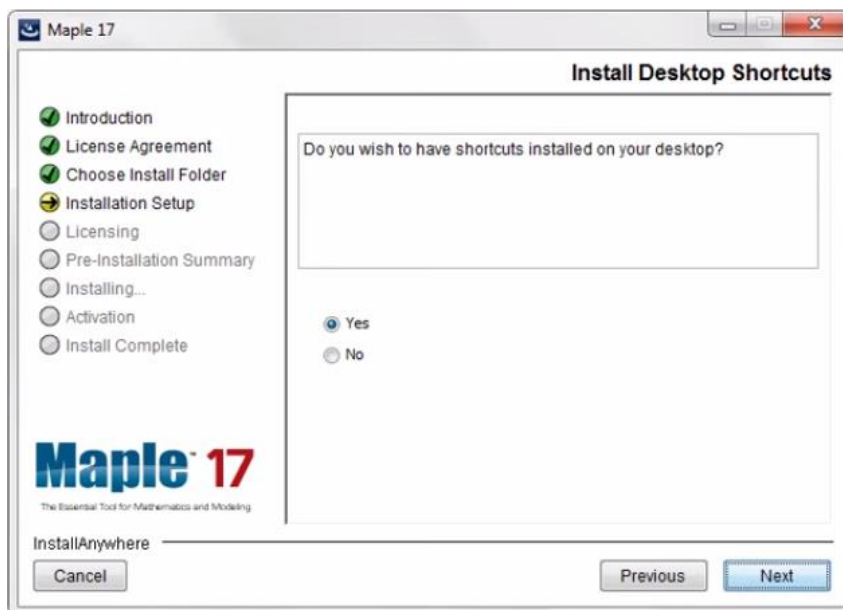 Maple 17
Install Desktop Shortcuts
Introduction
License Agreement
Choose Install Folder
Installation Setup
Licensing
Pre-Installation Summary
Installing...
Activation
Install Complete
Do you wish to have shortcuts installed on your desktop?
Yes
No
Maple™ 17
The Essential Tool for Mathematics and Modeling
InstallAnywhere
Cancel Previous Next